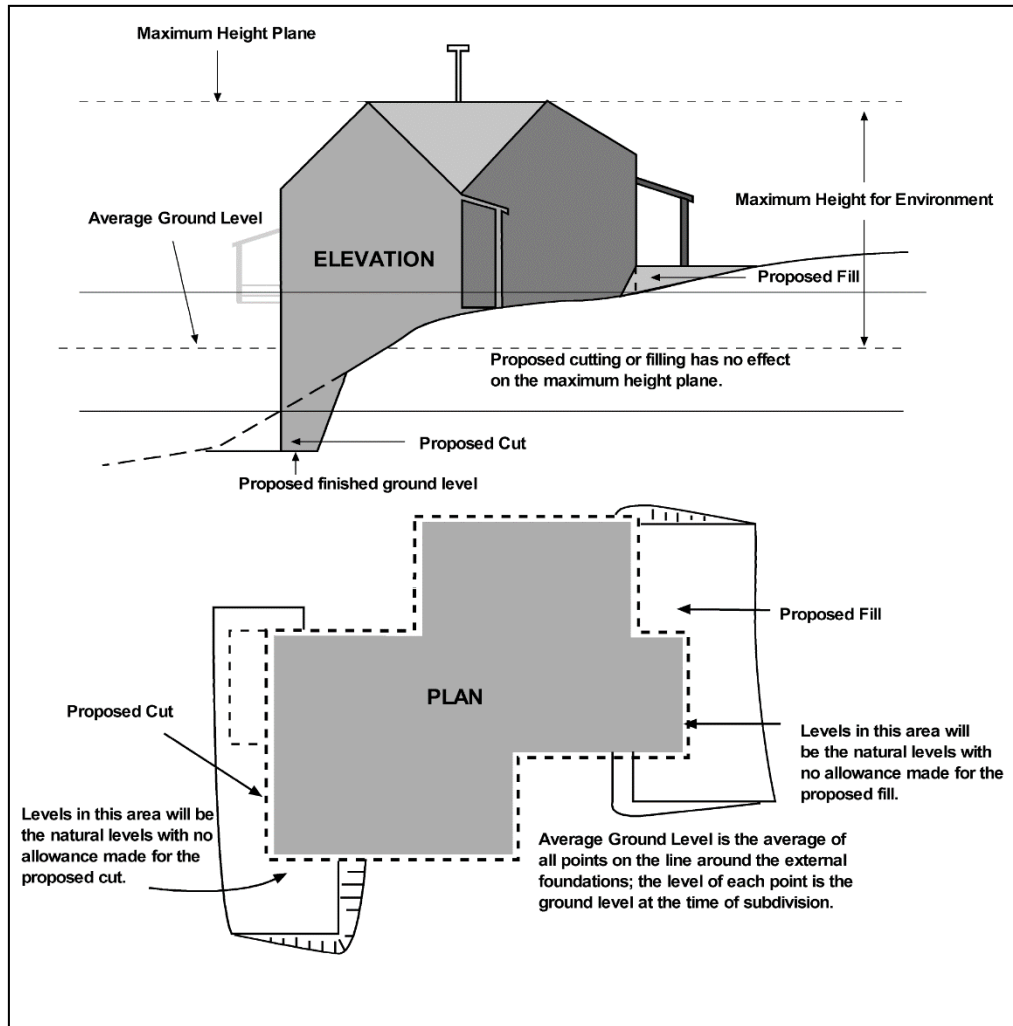 Maximum Height Plane
Maximum Height for Environment
Average Ground Level
ELEVATION
Proposed Fill
Proposed cutting or filling has no effect
on the maximum height plane.
Proposed Cut
Proposed finished ground level
Proposed Fill
PLAN
Proposed Cut
Levels in this area will
be the natural levels with
no allowance made for the
proposed fill.
Levels in this area will be
the natural levels with no
allowance made for the
proposed cut.
Average Ground Level is the average of
all points on the line around the external
foundations; the level of each point is the
ground level at the time of subdivision.